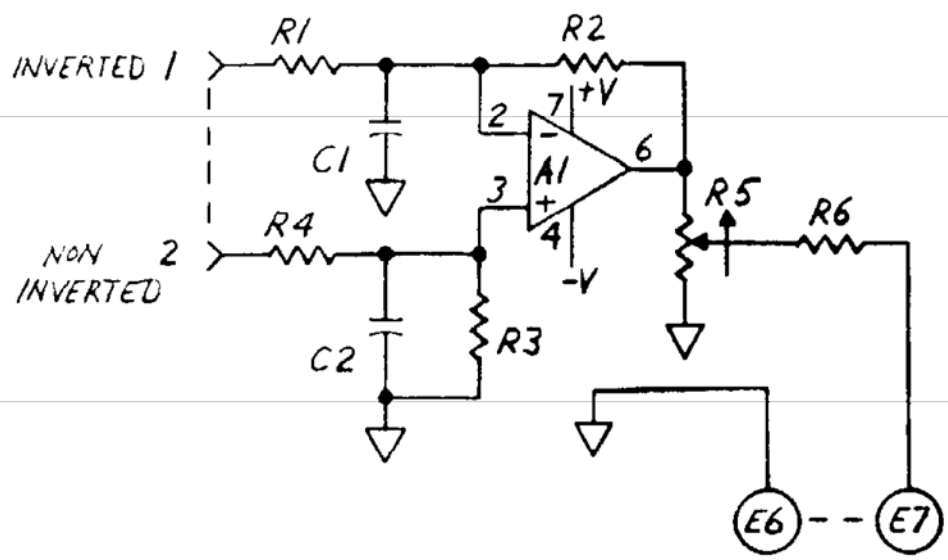 R1
R2
INVERTED 1
+V
7
2
-
6
C1
A1
3
+
R5
R4
4
R6
NON 2
INVERTED
-V
R3
C2
E6
E7